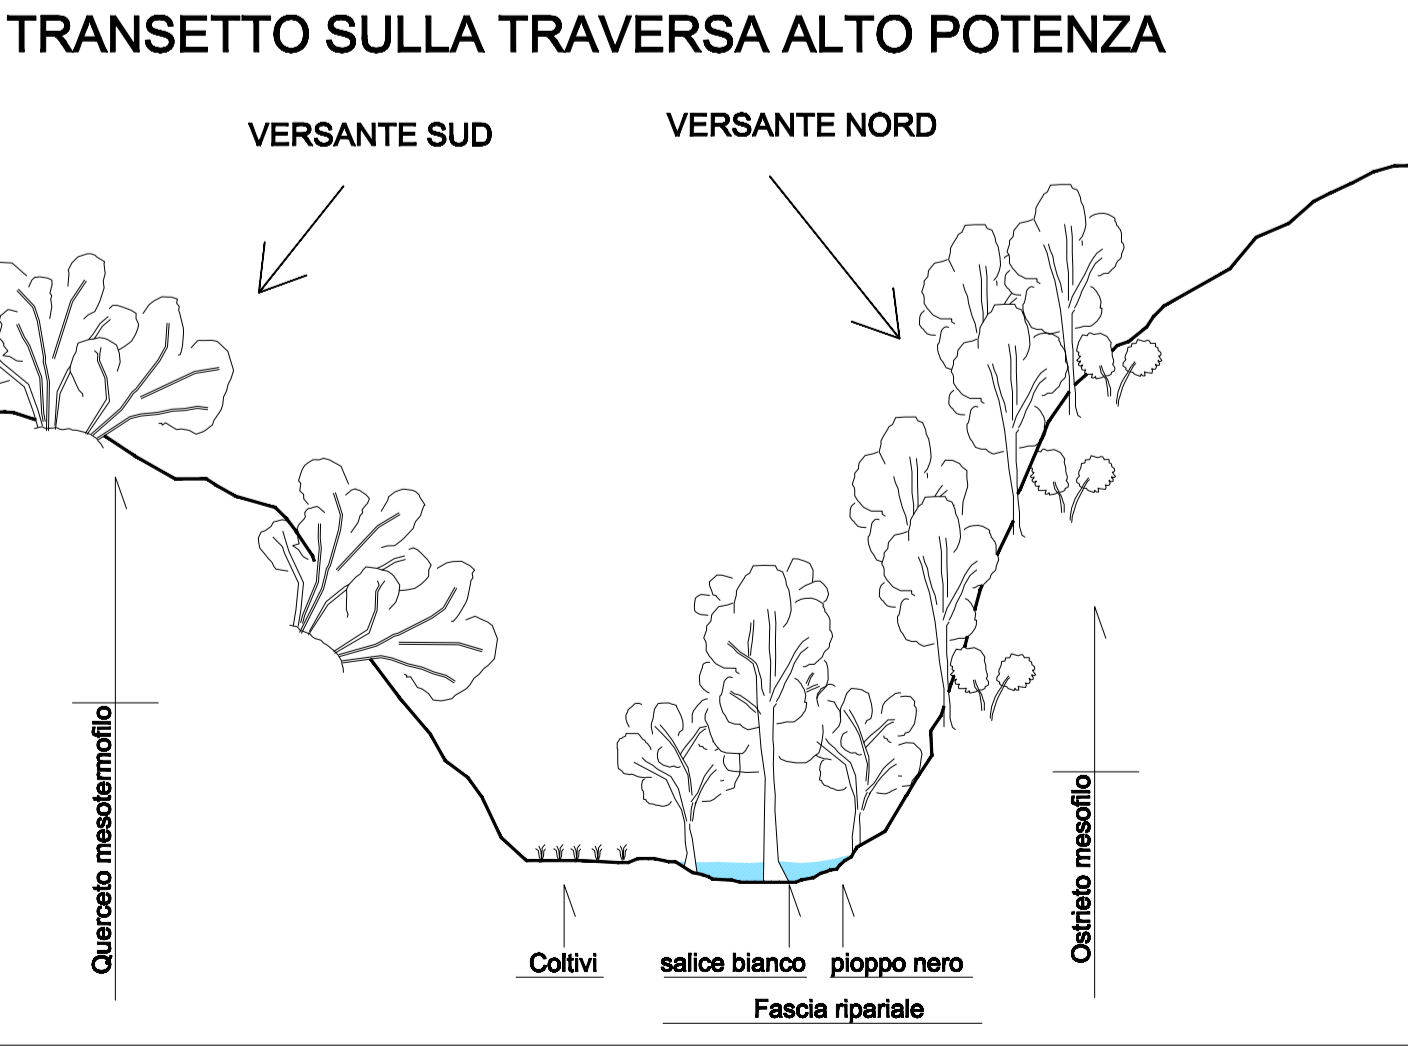 TRANSETTO SULLA TRAVERSA ALTO POTENZA
VERSANTE SUD
VERSANTE NORD
Querceto mesotermofilo
Ostrieto mesofilo
Coltivi
salice bianco
pioppo nero
Fascia ripariale